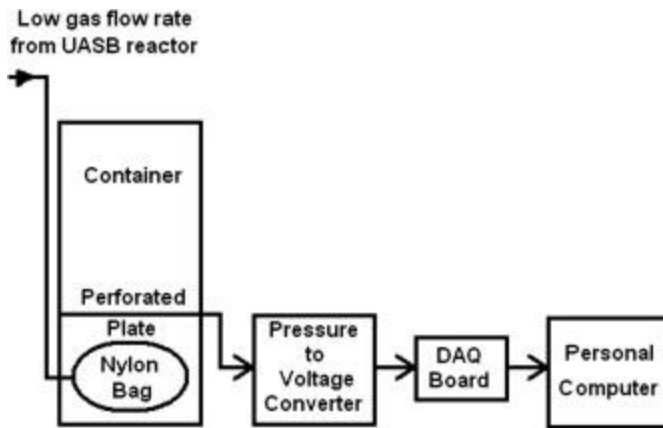 Low gas flow rate
from UASB reactor
Container
Perforated
Plate
Nylon
Bag
Pressure
to
Voltage
Converter
DAQ
Board
Personal
Computer